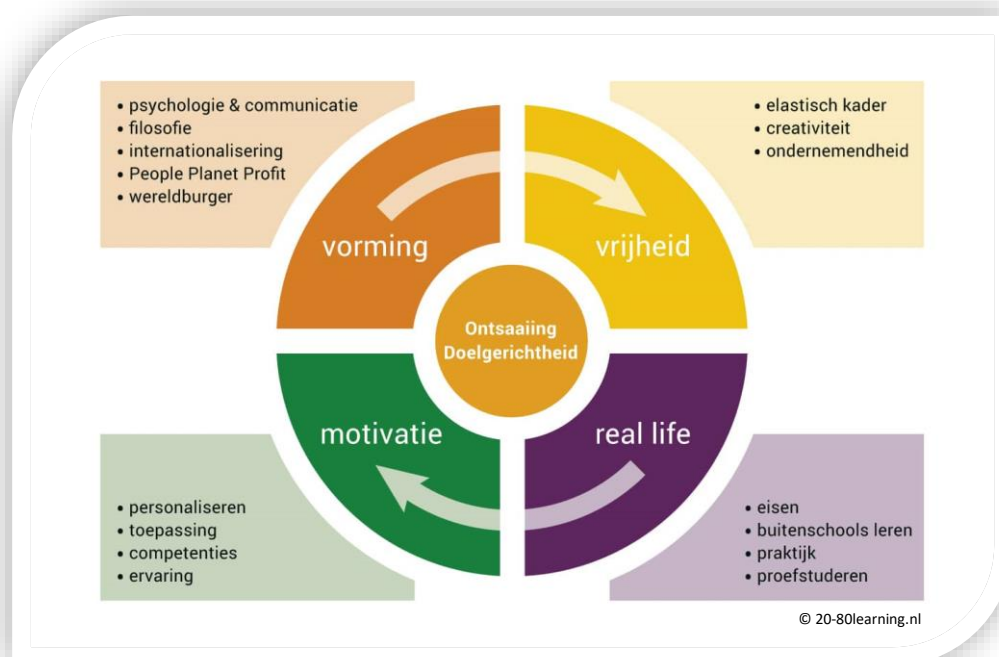 • psychologie & communicatie
• filosofie
• internationalisering
• People Planet Profit
• wereldburger
• elastisch kader
• creativiteit
• ondernemendheid
vorming
vrijheid
Ontsaaiing
Doelgerichtheid
motivatie
real life
• personaliseren
• toepassing
• competenties
• ervaring
• eisen
• buitenschools leren
• praktijk
• proefstuderen
© 20-80learning.nl